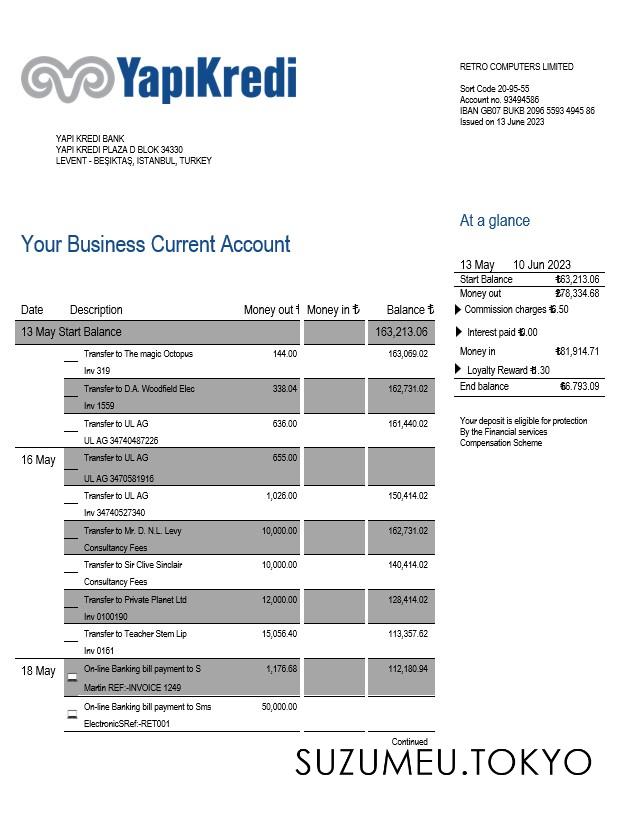 YapıKredi
RETRO COMPUTERS LIMITED
Sort Code 20-95-55
Account no. 93494586
IBAN GB07 BUKB 2096 5593 4945 86
Issued on 13 June 2023
YAPI KREDI BANK
YAPI KREDI PLAZA D BLOK 34330
LEVENT - BEŞIKTAŞ, ISTANBUL, TURKEY
At a glance
Your Business Current Account
13 May 10 Jun 2023
Start Balance ₺63,213.06
Money out ₺78,334.68
Commission charges ₺6.50
Interest paid ₺0.00
Money in ₺81,914.71
Loyalty Reward ₺1.30
End balance ₺6.793.09
Your deposit is eligible for protection
By the Financial services
Compensation Scheme
Date Description Money out ₺ Money in ₺ Balance ₺
13 May Start Balance 163,213.06
Transfer to The magic Octopus 144.00 163,069.02
Inv 319
Transfer to D.A. Woodfield Elec 338.04 162,731.02
Inv 1559
Transfer to UL AG 636.00 161,440.02
UL AG 34740487226
16 May Transfer to UL AG 655.00
UL AG 3470581916
Transfer to UL AG 1,026.00 150,414.02
Inv 34740527340
Transfer to Mr. D. N.L. Levy 10,000.00 162,731.02
Consultancy Fees
Transfer to Sir Clive Sinclair 10,000.00 140,414.02
Consultancy Fees
Transfer to Private Planet Ltd 12,000.00 128,414.02
Inv 0100190
Transfer to Teacher Stem Lip 15,056.40 113,357.62
Inv 0161
18 May On-line Banking bill payment to S 1,176.68 112,180.94
Martin REF:-INVOICE 1249
On-line Banking bill payment to Sms 50,000.00
ElectronicSRef:-RET001
Continued
SUZUMEU.TOKYO